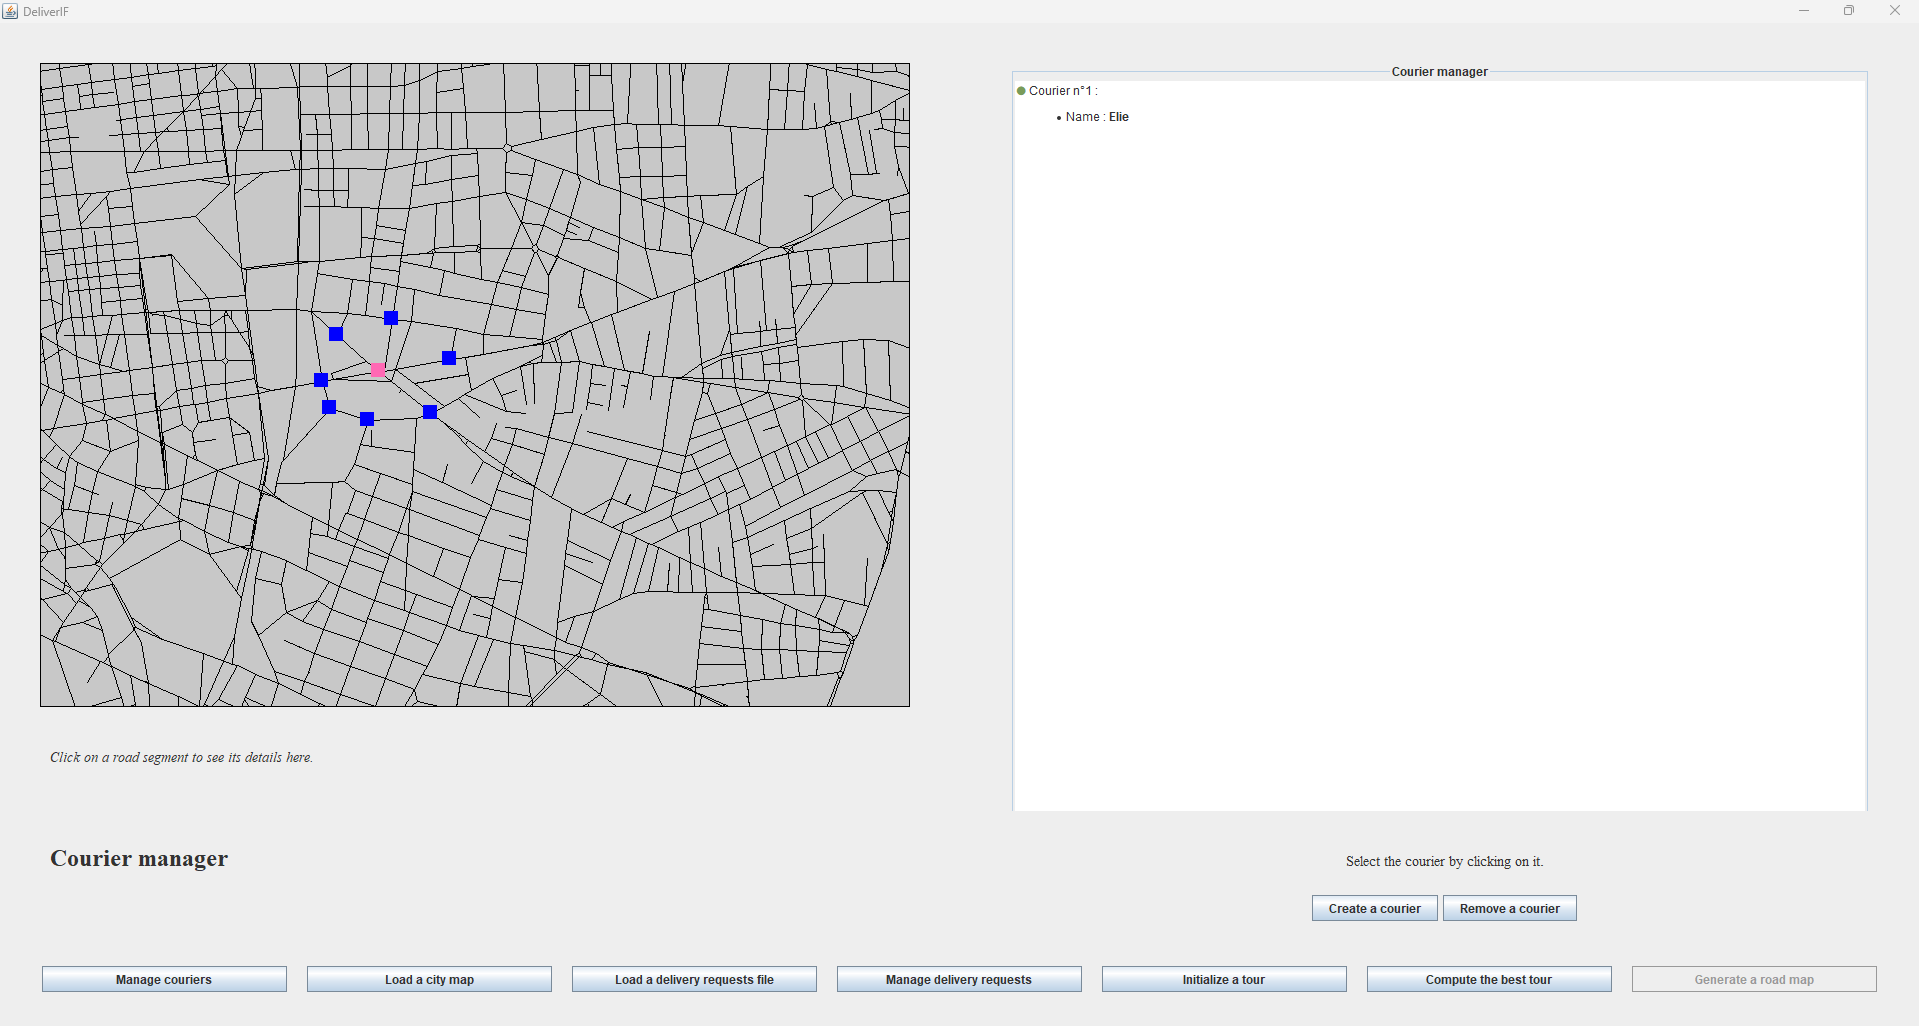 DeliverIF
Courier manager
Courier n°1 :
• Name : Elie
Click on a road segment to see its details here.
Courier manager
Select the courier by clicking on it.
Create a courier
Remove a courier
Manage couriers
Load a city map
Load a delivery requests file
Manage delivery requests
Initialize a tour
Compute the best tour
Generate a road map